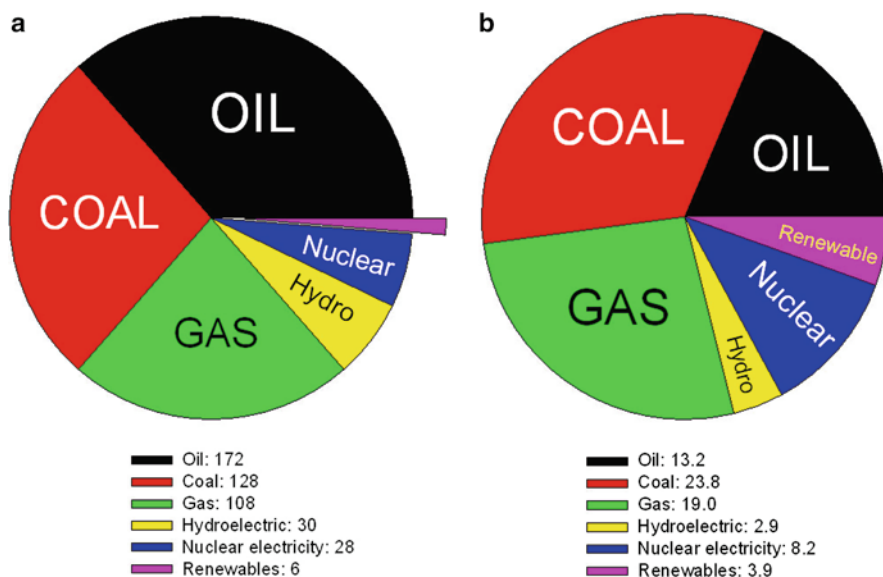 a
OIL
COAL
Nuclear
Hydro
GAS
Oil: 172
Coal: 128
Gas: 108
Hydroelectric: 30
Nuclear electricity: 28
Renewables: 6
b
COAL
OIL
Renewable
GAS
Nuclear
Hydro
Oil: 13.2
Coal: 23.8
Gas: 19.0
Hydroelectric: 2.9
Nuclear electricity: 8.2
Renewables: 3.9